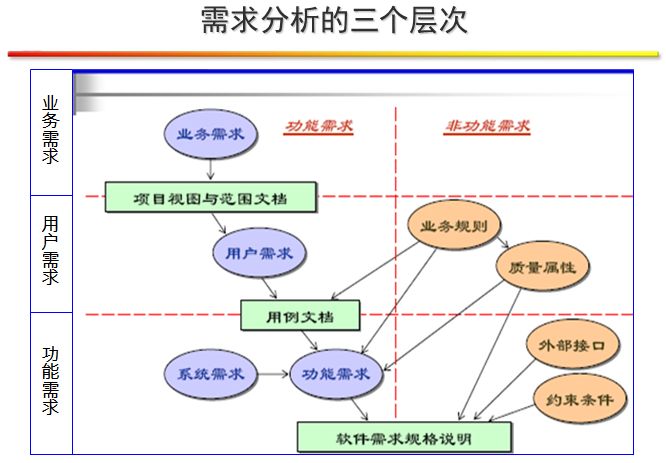 需求分析的三个层次
业务需求
业务需求
功能需求
非功能需求
项目视图与范围文档
用户需求
用户需求
业务规则
质量属性
用例文档
功能需求
系统需求
功能需求
外部接口
约束条件
软件需求规格说明